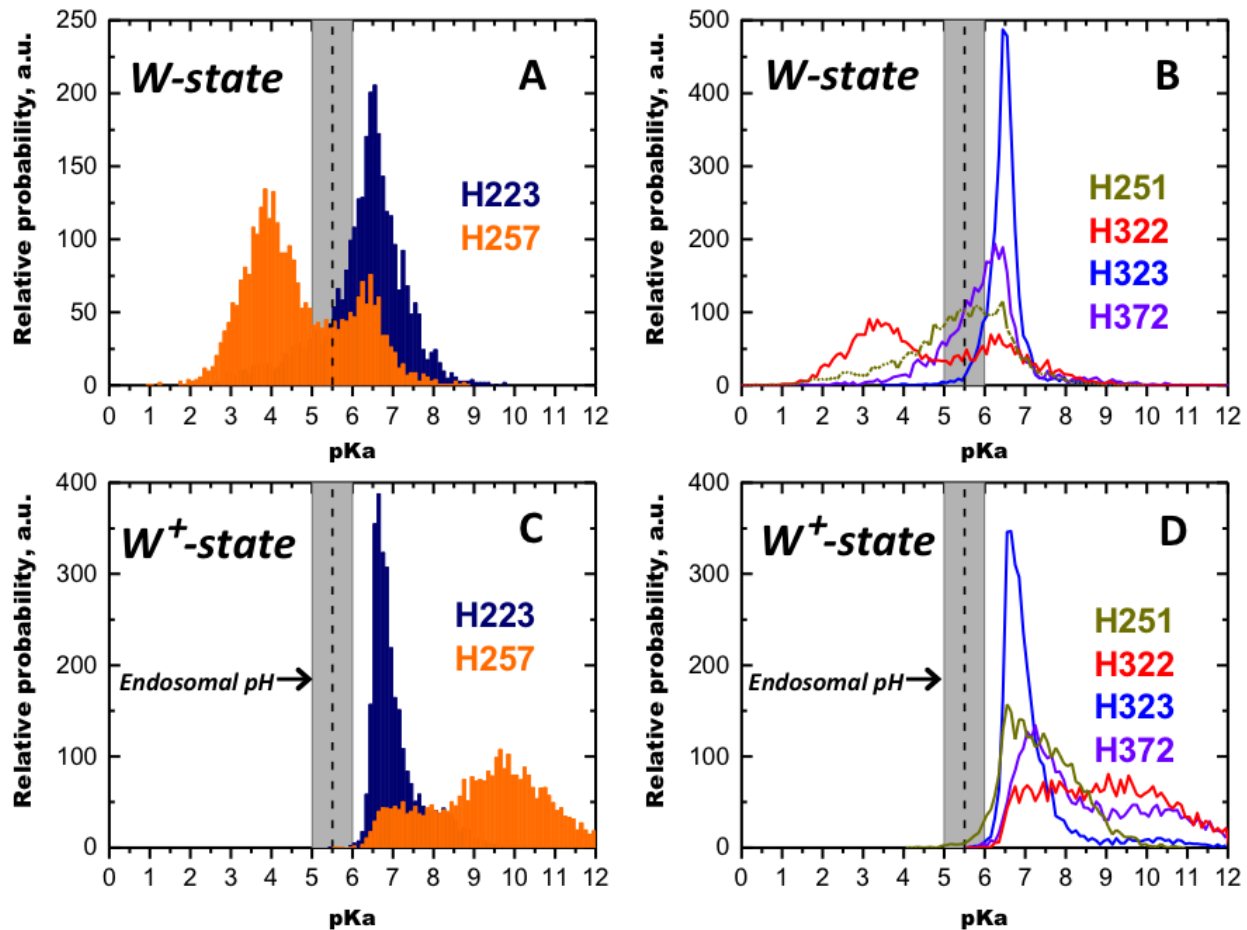 W-state
A
H223
H257
250
200
150
100
50
0
Relative probability, a.u.
0 1 2 3 4 5 6 7 8 9 10 11 12
pKa
W-state
B
H251
H322
H323
H372
500
400
300
200
100
0
Relative probability, a.u.
0 1 2 3 4 5 6 7 8 9 10 11 12
pKa
W+-state
C
H223
H257
Endosomal pH
400
300
200
100
0
Relative probability, a.u.
0 1 2 3 4 5 6 7 8 9 10 11 12
pKa
W+-state
D
H251
H322
H323
H372
Endosomal pH
400
300
200
100
0
Relative probability, a.u.
0 1 2 3 4 5 6 7 8 9 10 11 12
pKa